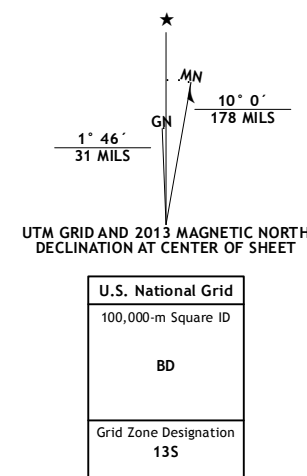 ★
MN
GN
10° 0´
178 MILS
1° 46´
31 MILS
UTM GRID AND 2013 MAGNETIC NORTH
DECLINATION AT CENTER OF SHEET
U.S. National Grid
100,000-m Square ID
BD
Grid Zone Designation
13S